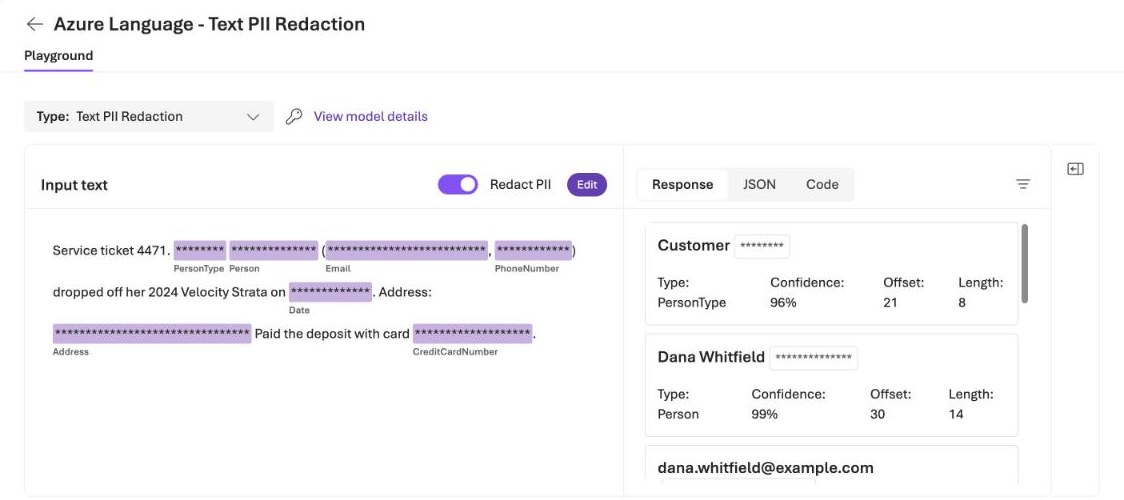 ← Azure Language - Text PII Redaction
Playground
Type: Text PII Redaction View model details
Input text Redact PII Edit
Response JSON Code
Service ticket 4471. ******** ************** (**************************, ************)
PersonType Person Email PhoneNumber
dropped off her 2024 Velocity Strata on *************. Address:
Date
******************************** Paid the deposit with card *******************.
Address CreditCardNumber
Customer ********
Type: Confidence: Offset: Length:
PersonType 96% 21 8
Dana Whitfield **************
Type: Confidence: Offset: Length:
Person 99% 30 14
dana.whitfield@example.com